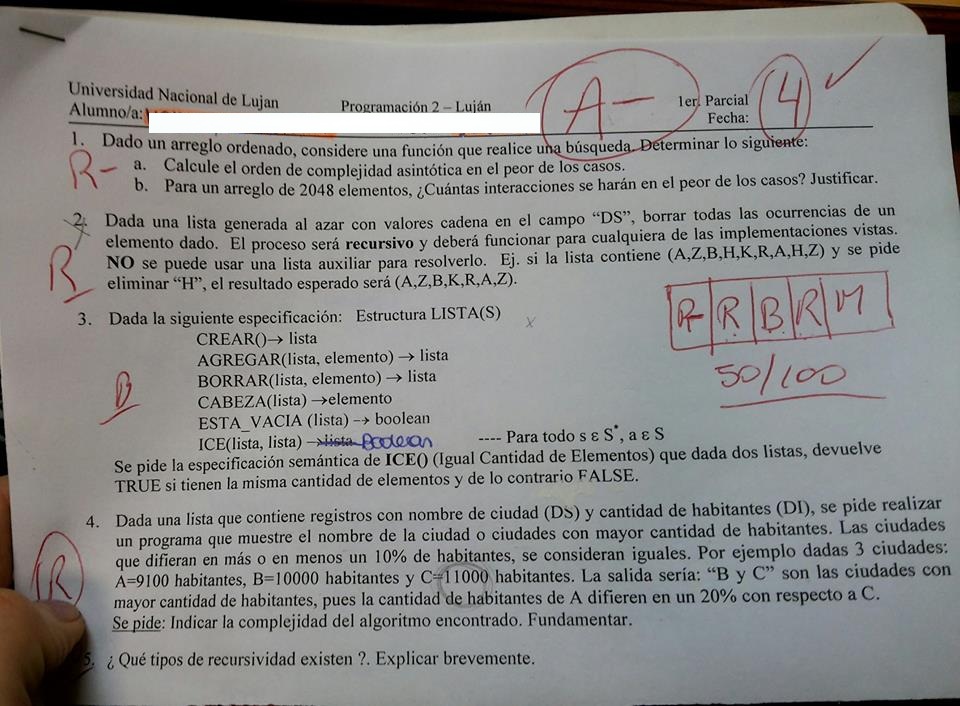 Universidad Nacional de Lujan
Programación 2 – Luján
A-
1er. Parcial
4
Alumno/a:
Fecha:
1. Dado un arreglo ordenado, considere una función que realice una búsqueda. Determinar lo siguiente:
R-
a. Calcule el orden de complejidad asintótica en el peor de los casos.
b. Para un arreglo de 2048 elementos, ¿Cuántas interacciones se harán en el peor de los casos? Justificar.
2. Dada una lista generada al azar con valores cadena en el campo “DS”, borrar todas las ocurrencias de un
elemento dado. El proceso será recursivo y deberá funcionar para cualquiera de las implementaciones vistas.
R
NO se puede usar una lista auxiliar para resolverlo. Ej. si la lista contiene (A,Z,B,H,K,R,A,H,Z) y se pide
eliminar “H”, el resultado esperado será (A,Z,B,K,R,A,Z).
3. Dada la siguiente especificación: Estructura LISTA(S)
x
R- R B R M
50/100
CREAR()→ lista
AGREGAR(lista, elemento) → lista
BORRAR(lista, elemento) → lista
B
CABEZA(lista) →elemento
ESTA_VACIA (lista) → boolean
ICE(lista, lista) →lista Boolean ---- Para todo s ε S*, a ε S
Se pide la especificación semántica de ICE() (Igual Cantidad de Elementos) que dada dos listas, devuelve
TRUE si tienen la misma cantidad de elementos y de lo contrario FALSE.
4. Dada una lista que contiene registros con nombre de ciudad (DS) y cantidad de habitantes (DI), se pide realizar
un programa que muestre el nombre de la ciudad o ciudades con mayor cantidad de habitantes. Las ciudades
que difieran en más o en menos un 10% de habitantes, se consideran iguales. Por ejemplo dadas 3 ciudades:
R
A=9100 habitantes, B=10000 habitantes y C=11000 habitantes. La salida sería: “B y C” son las ciudades con
mayor cantidad de habitantes, pues la cantidad de habitantes de A difieren en un 20% con respecto a C.
Se pide: Indicar la complejidad del algoritmo encontrado. Fundamentar.
5. ¿ Qué tipos de recursividad existen ?. Explicar brevemente.